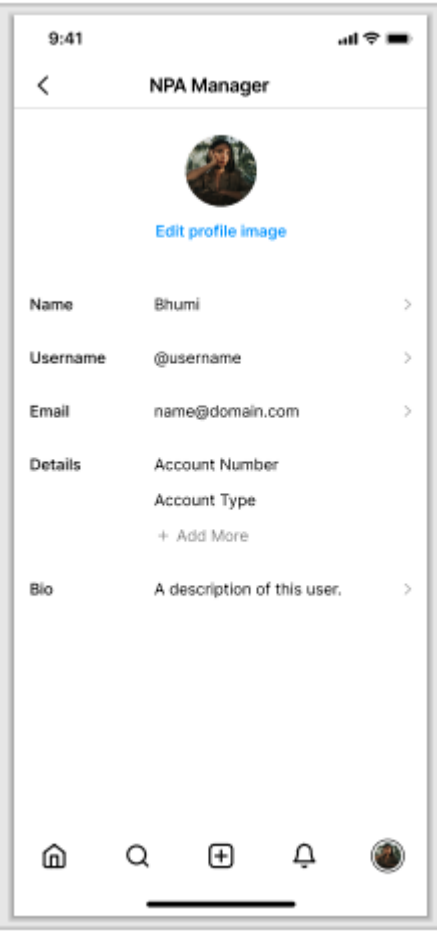 9:41
NPA Manager
Edit profile image
Name Bhumi
Username @username
Email name@domain.com
Details Account Number
Account Type
+ Add More
Bio A description of this user.